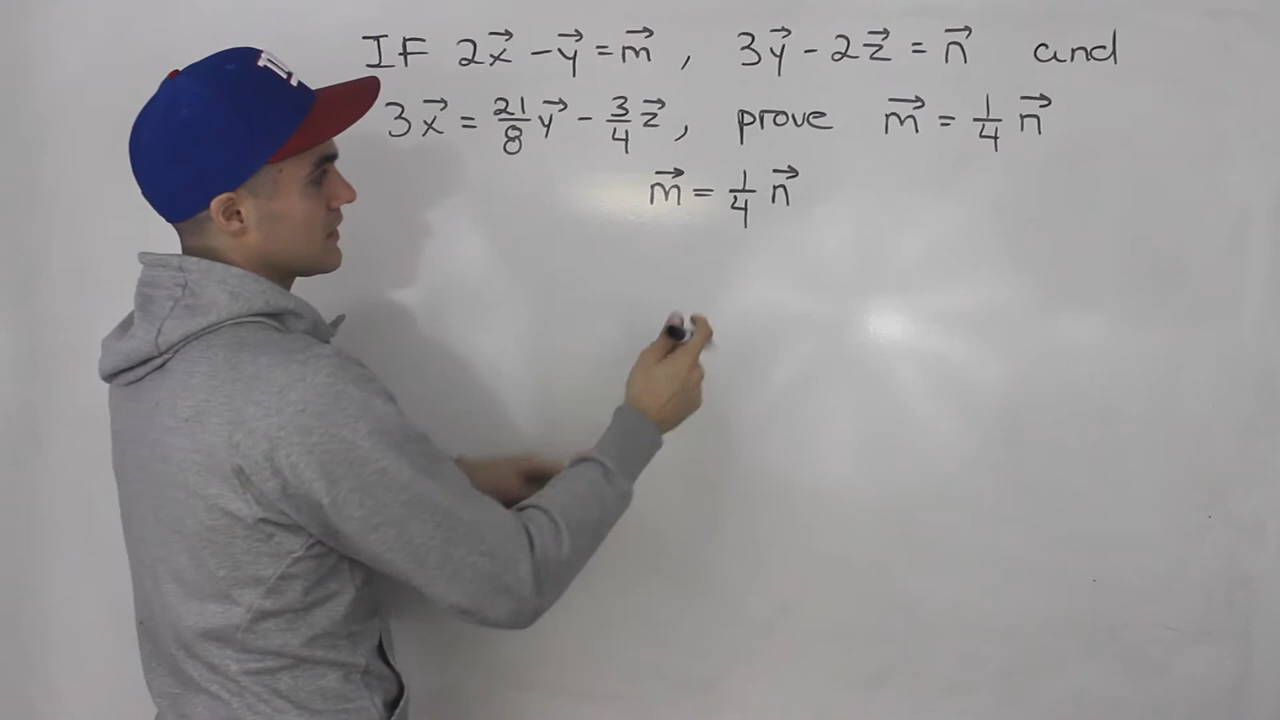 IF 2x⃗ - y⃗ = m⃗ , 3y⃗ - 2z⃗ = n⃗ and
3x⃗ = 21/8 y⃗ - 3/4 z⃗ , prove m⃗ = 1/4 n⃗
m⃗ = 1/4 n⃗